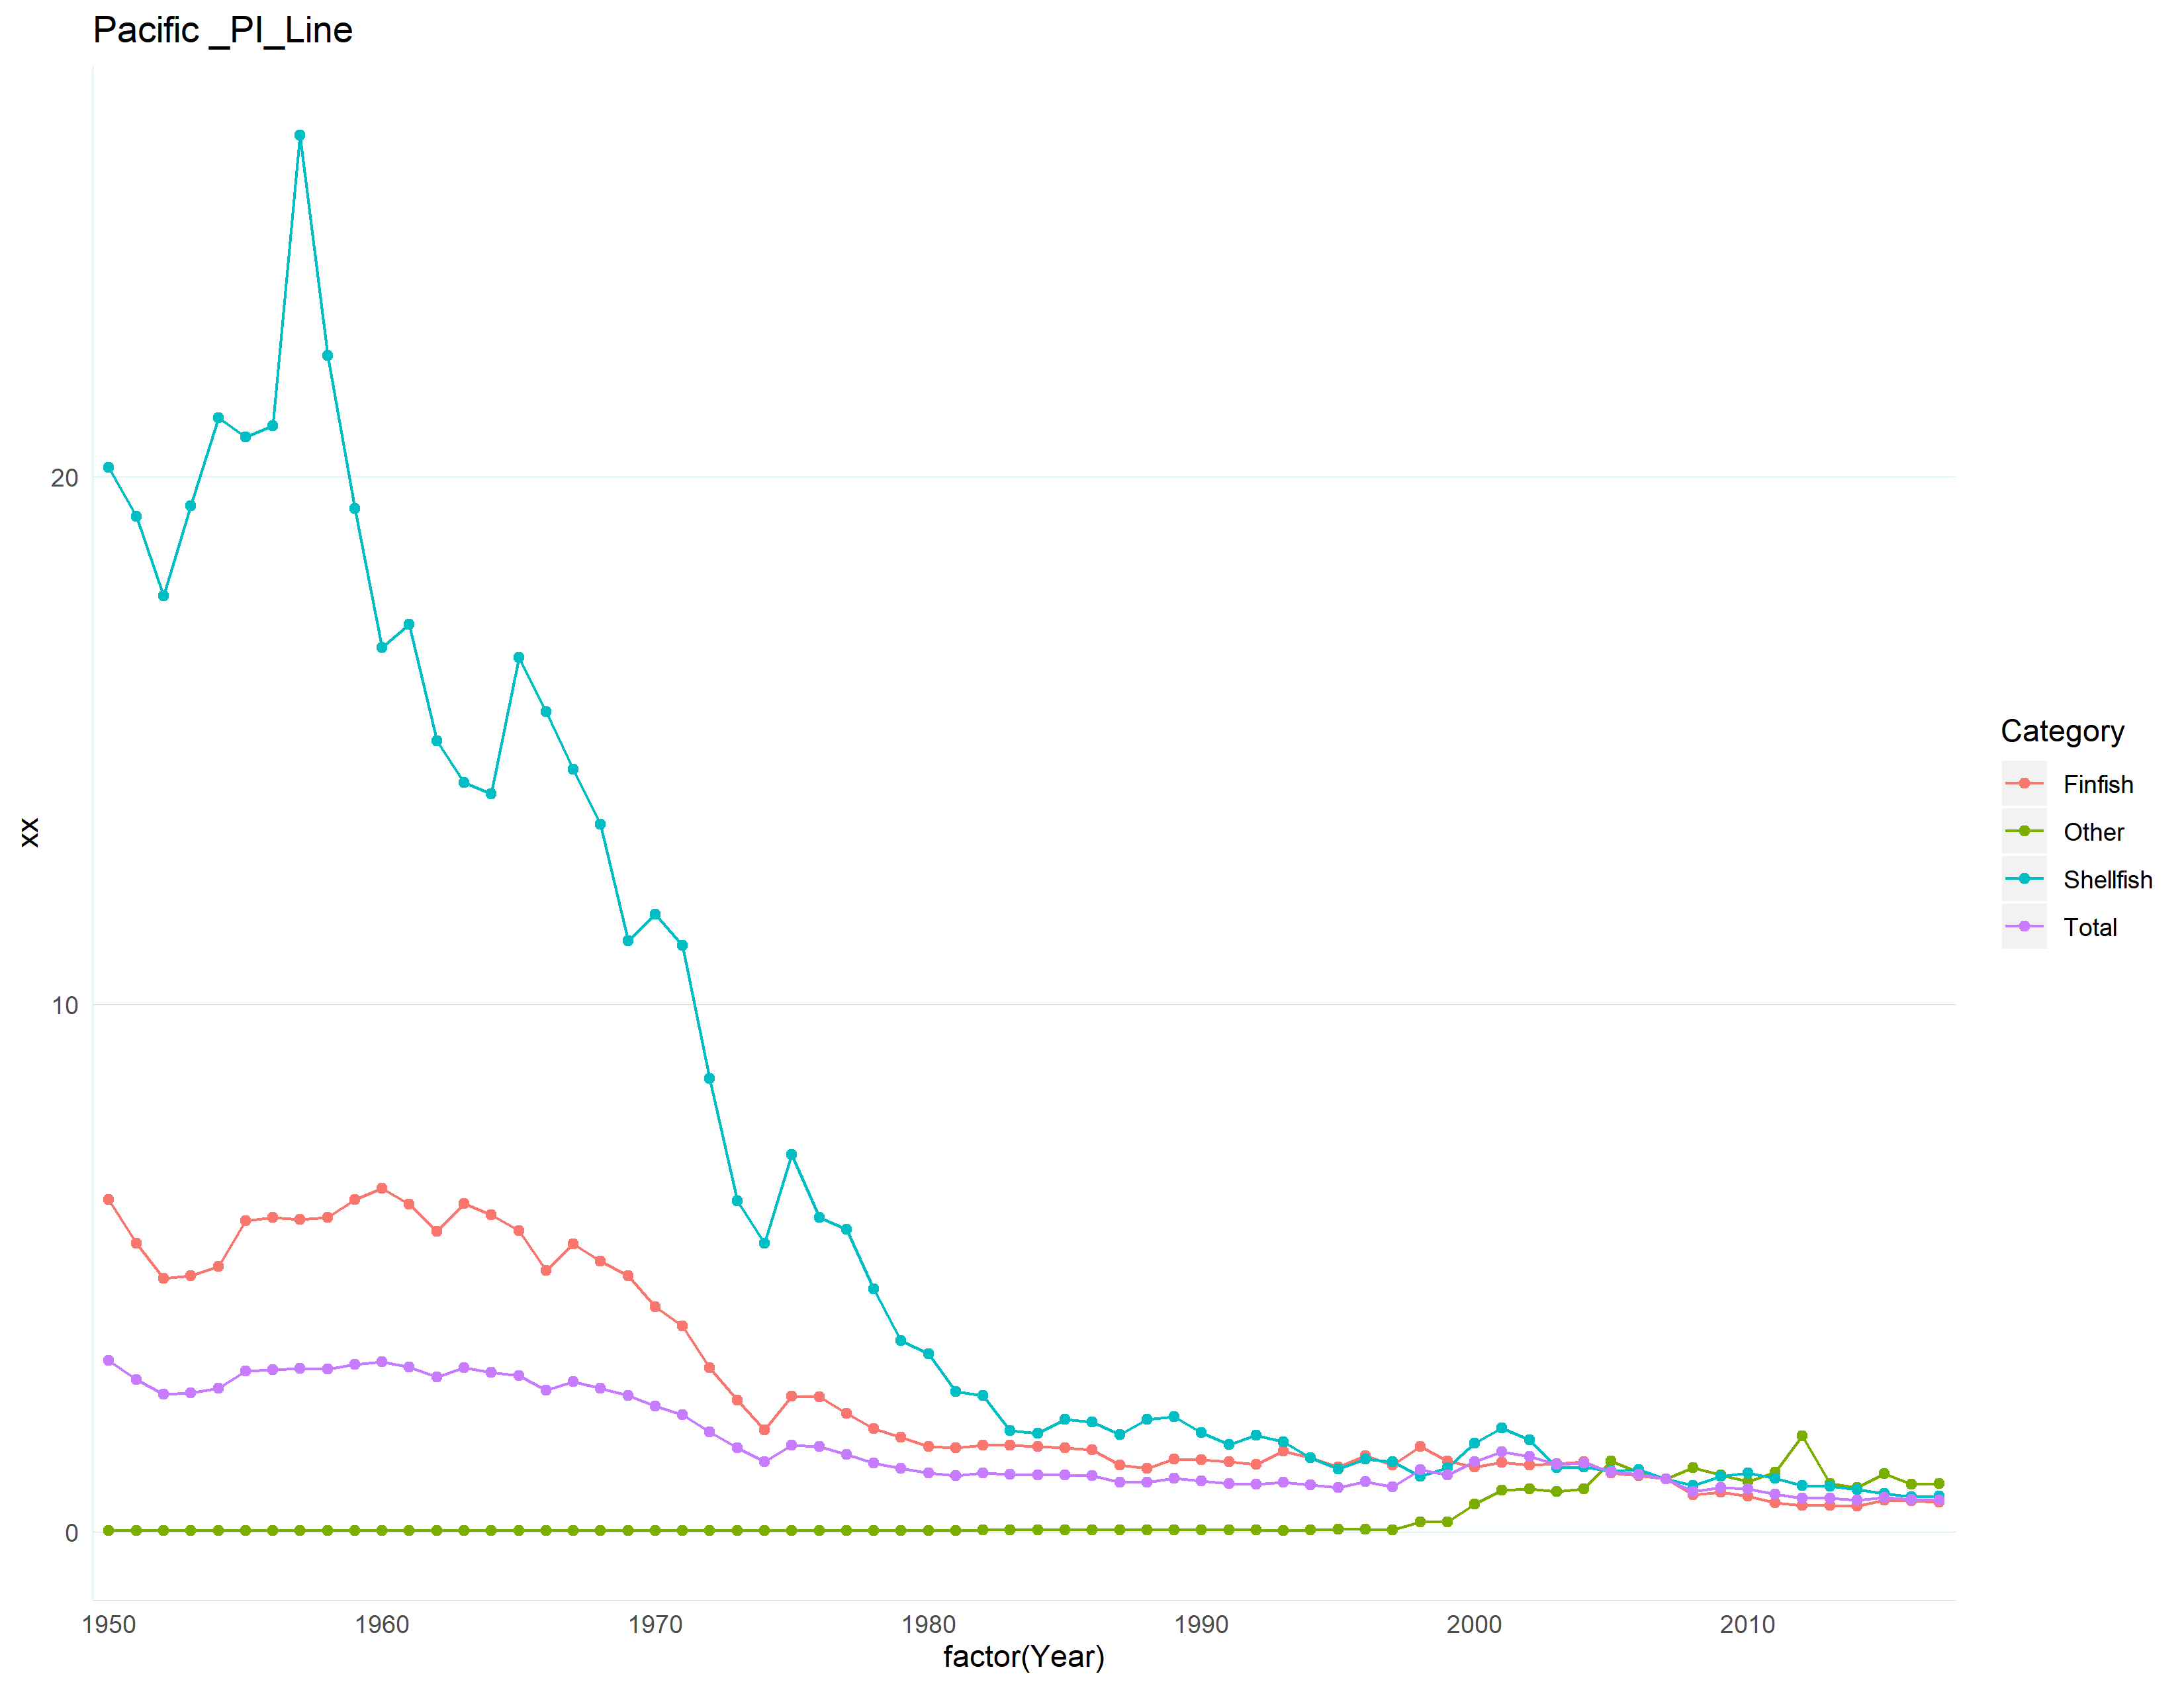 Pacific _PI_Line
20
10
0
xx
1950 1960 1970 1980 1990 2000 2010
factor(Year)
Category
Finfish
Other
Shellfish
Total